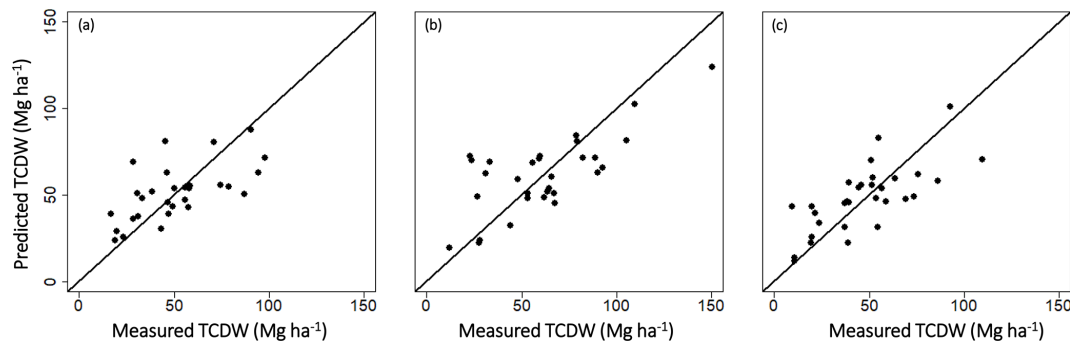 (a)
(b)
(c)
Predicted TCDW (Mg ha⁻¹)
150
100
50
0
0 50 100 150
0 50 100 150
0 50 100 150
Measured TCDW (Mg ha⁻¹)
Measured TCDW (Mg ha⁻¹)
Measured TCDW (Mg ha⁻¹)